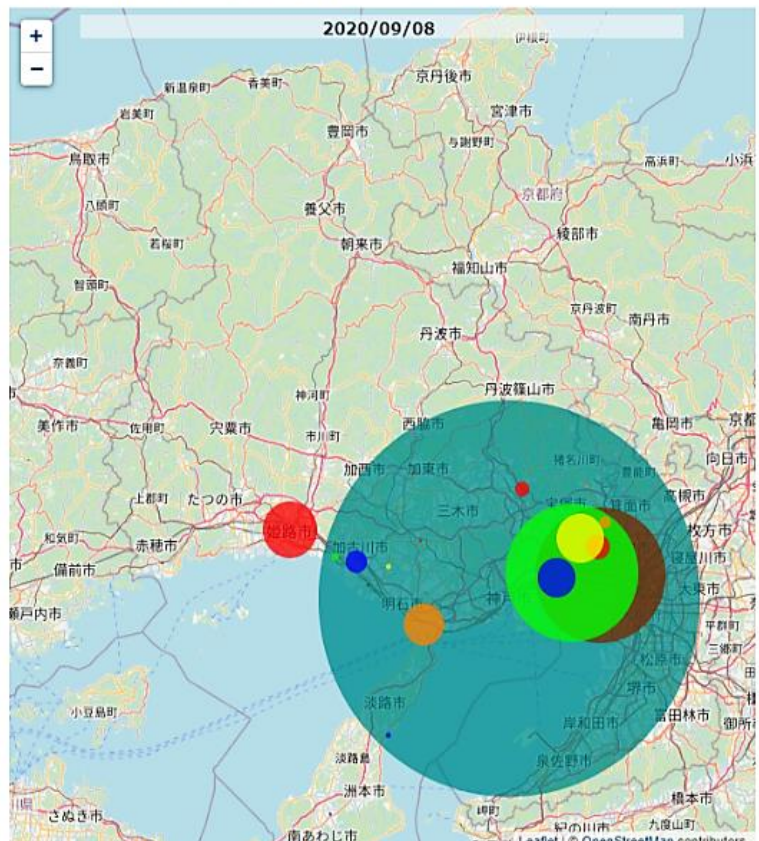 +
2020/09/08
−
伊根町
京丹後市
香美町
新温泉町
岩美町
宮津市
豊岡市
与謝野町
鳥取市
高浜町
小浜
京都府
八頭町
養父市
若桜町
朝来市
綾部市
福知山市
智頭町
京丹波町
南丹市
丹波市
奈義町
神河町
丹波篠山市
美作市
佐用町
宍粟市
市川町
西脇市
亀岡市
京都
加西市
加東市
猪名川町
豊能町
向日市
上郡町
たつの市
三木市
宝塚市
箕面市
高槻市
姫路市
枚方市
和気町
赤穂市
加古川市
寝屋川市
市
備前市
大東市
明石市
神戸
瀬戸内市
平群町
三郷町
松原市
堺市
淡路市
小豆島町
岸和田市
富田林市
御所
淡路島
泉佐野市
洲本市
橋本市
川県
さぬき市
岬町
紀の川市
九度山町
南あわじ市
Leaflet | © OpenStreetMap contributors